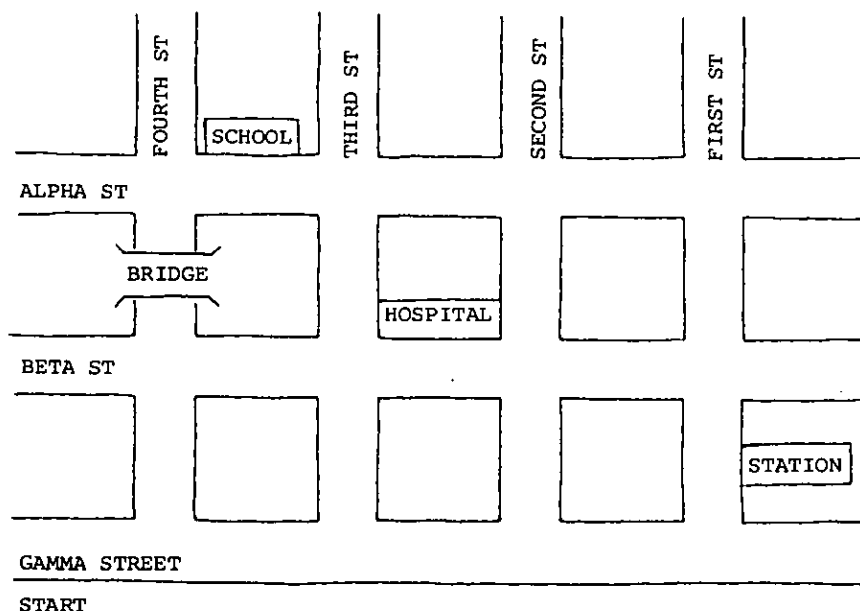 FOURTH ST
THIRD ST
SECOND ST
FIRST ST
SCHOOL
ALPHA ST
BRIDGE
HOSPITAL
BETA ST
STATION
GAMMA STREET
START